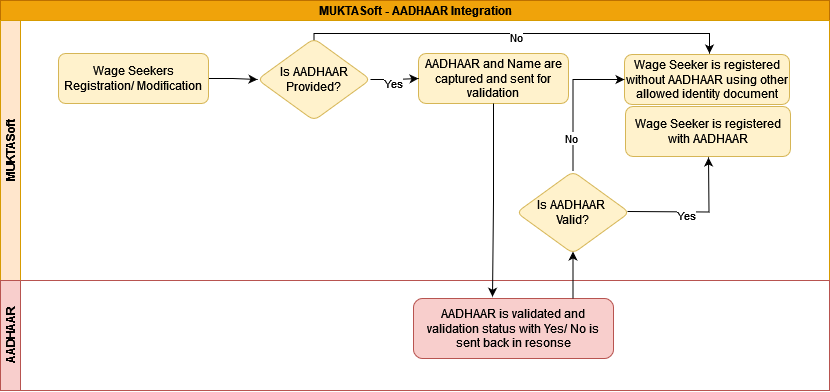 MUKTASoft - AADHAAR Integration
MUKTASoft
Wage Seekers
Registration/ Modification
Is AADHAAR
Provided?
No
Yes
AADHAAR and Name are
captured and sent for
validation
Wage Seeker is registered
without AADHAAR using other
allowed identity document
Wage Seeker is registered
with AADHAAR
No
Is AADHAAR
Valid?
Yes
AADHAAR
AADHAAR is validated and
validation status with Yes/ No is
sent back in resonse